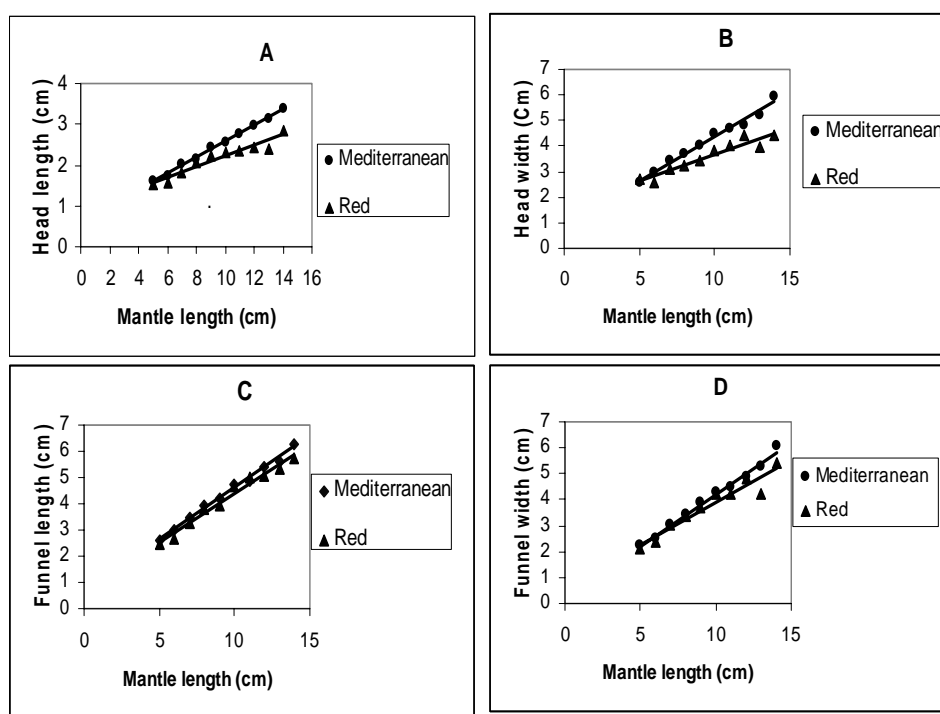 A
Head length (cm)
4
3
2
1
0
0 2 4 6 8 10 12 14 16
Mantle length (cm)
Mediterranean
Red
B
Head width (Cm)
7
6
5
4
3
2
1
0
0 5 10 15
Mantle length (cm)
Mediterranean
Red
C
Funnel length (cm)
7
6
5
4
3
2
1
0
0 5 10 15
Mantle length (cm)
Mediterranean
Red
D
Funnel width (cm)
7
6
5
4
3
2
1
0
0 5 10 15
Mantle length (cm)
Mediterranean
Red